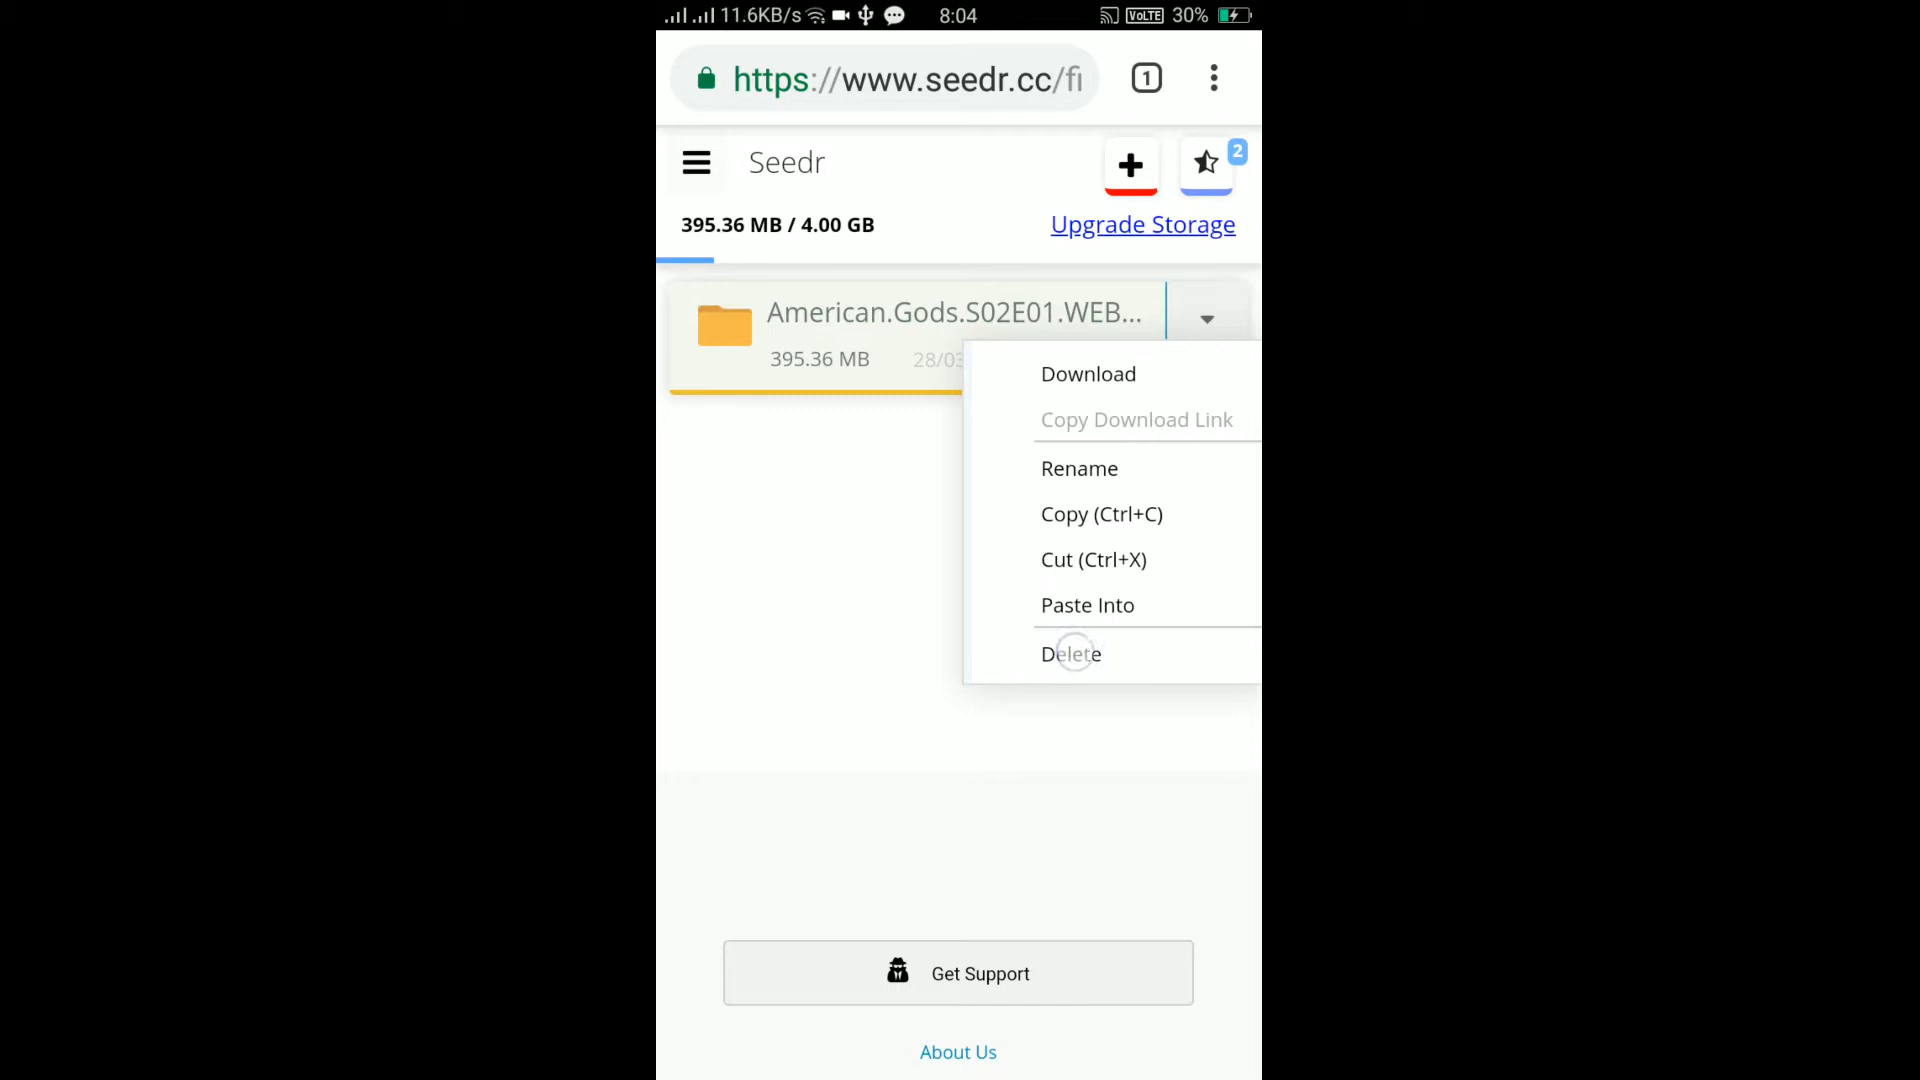 11.6KB/s 8:04 VoLTE 30%
https://www.seedr.cc/fi 1
Seedr 2
395.36 MB / 4.00 GB Upgrade Storage
American.Gods.S02E01.WEB...
395.36 MB 28/03
Download
Copy Download Link
Rename
Copy (Ctrl+C)
Cut (Ctrl+X)
Paste Into
Delete
Get Support
About Us